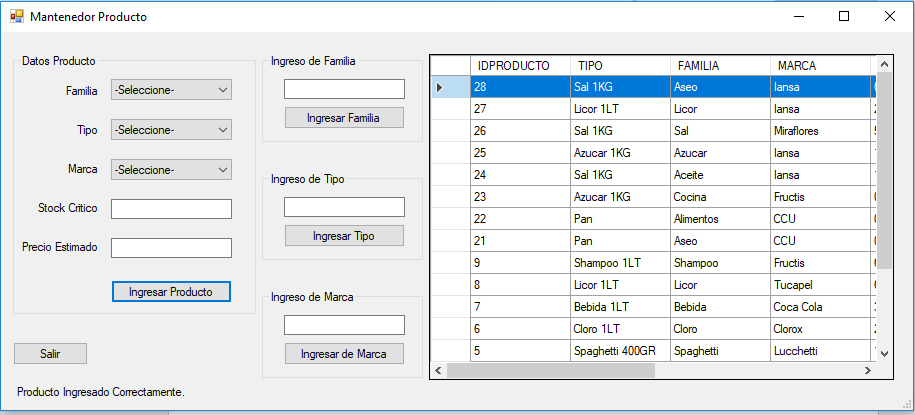 Mantenedor Producto
Datos Producto
Familia -Seleccione-
Tipo -Seleccione-
Marca -Seleccione-
Stock Critico
Precio Estimado
Ingresar Producto
Salir
Producto Ingresado Correctamente.
Ingreso de Familia
Ingresar Familia
Ingreso de Tipo
Ingresar Tipo
Ingreso de Marca
Ingresar de Marca
IDPRODUCTO TIPO FAMILIA MARCA
28 Sal 1KG Aseo Iansa
27 Licor 1LT Licor Iansa
26 Sal 1KG Sal Miraflores
25 Azucar 1KG Azucar Iansa
24 Sal 1KG Aceite Iansa
23 Azucar 1KG Cocina Fructis
22 Pan Alimentos CCU
21 Pan Aseo CCU
9 Shampoo 1LT Shampoo Fructis
8 Licor 1LT Licor Tucapel
7 Bebida 1LT Bebida Coca Cola
6 Cloro 1LT Cloro Clorox
5 Spaghetti 400GR Spaghetti Lucchetti